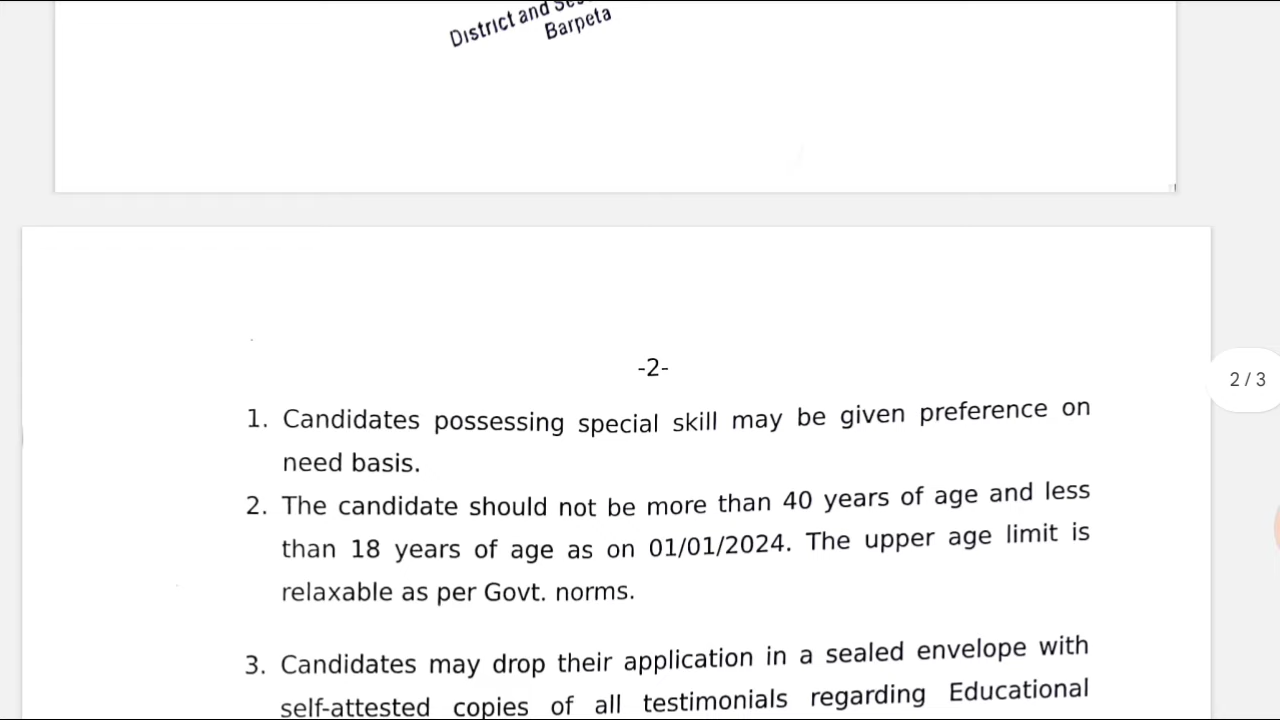 District and
Barpeta
-2-
2 / 3
1. Candidates possessing special skill may be given preference on
need basis.
2. The candidate should not be more than 40 years of age and less
than 18 years of age as on 01/01/2024. The upper age limit is
relaxable as per Govt. norms.
3. Candidates may drop their application in a sealed envelope with
self-attested copies of all testimonials regarding Educational